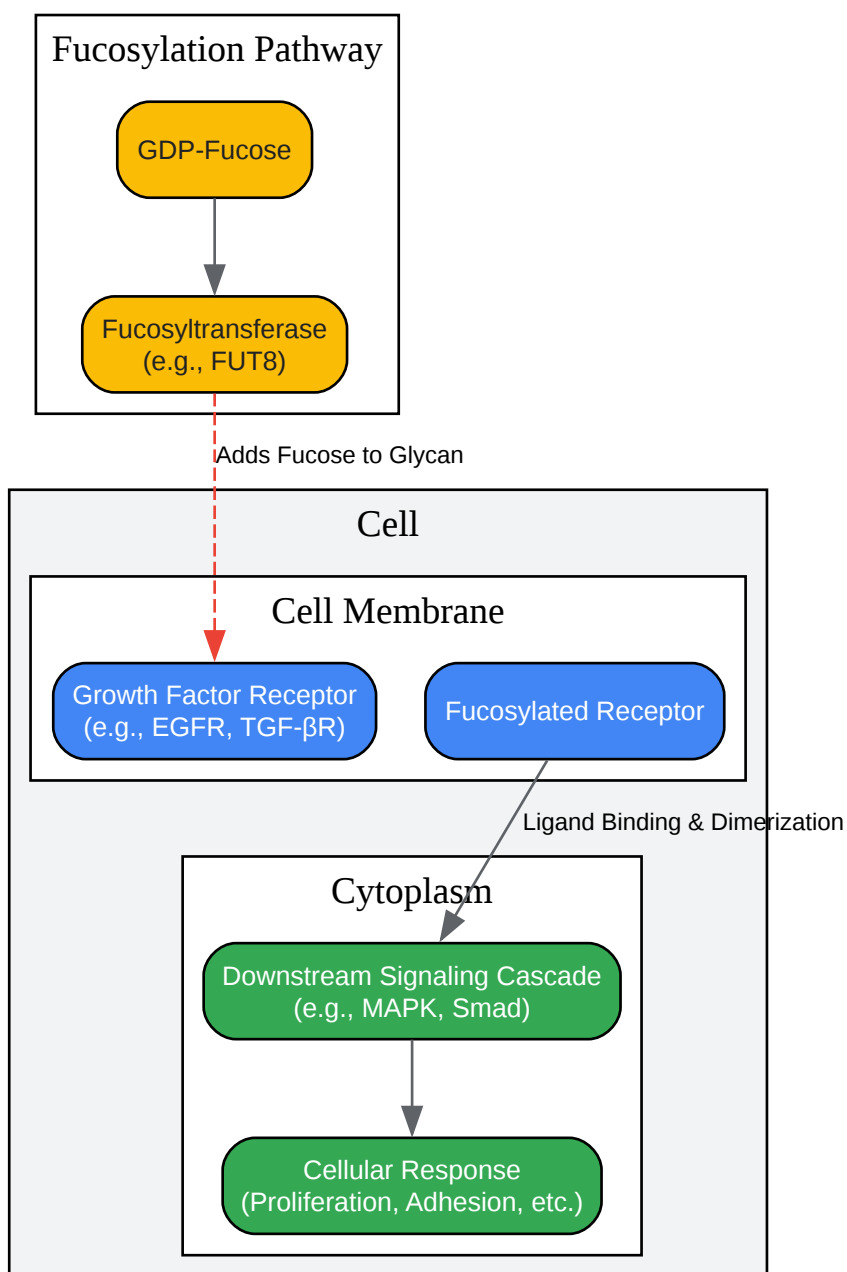 Fucosylation Pathway
GDP-Fucose
Fucosyltransferase
(e.g., FUT8)
Adds Fucose to Glycan
Cell
Cell Membrane
Growth Factor Receptor
(e.g., EGFR, TGF-βR)
Fucosylated Receptor
Ligand Binding & Dimerization
Cytoplasm
Downstream Signaling Cascade
(e.g., MAPK, Smad)
Cellular Response
(Proliferation, Adhesion, etc.)